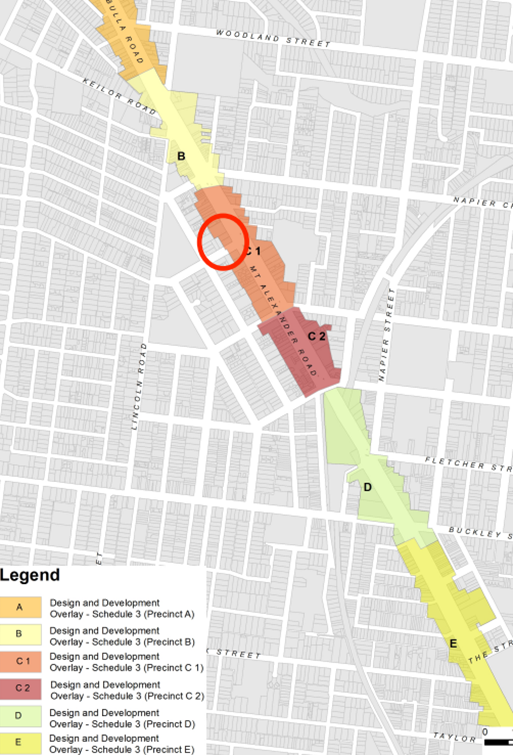 BULLA ROAD
WOODLAND STREET
KEILOR ROAD
B
NAPIER
C 1
MT ALEXANDER ROAD
NAPIER STREET
C 2
LINCOLN ROAD
FLETCHER STR
D
BUCKLEY S
ET
Legend
A Design and Development
Overlay - Schedule 3 (Precinct A)
B Design and Development
Overlay - Schedule 3 (Precinct B)
C 1 Design and Development
Overlay - Schedule 3 (Precinct C 1)
C 2 Design and Development
Overlay - Schedule 3 (Precinct C 2)
D Design and Development
Overlay - Schedule 3 (Precinct D)
E Design and Development
Overlay - Schedule 3 (Precinct E)
E
THE STR
STREET
TAYLOR
0